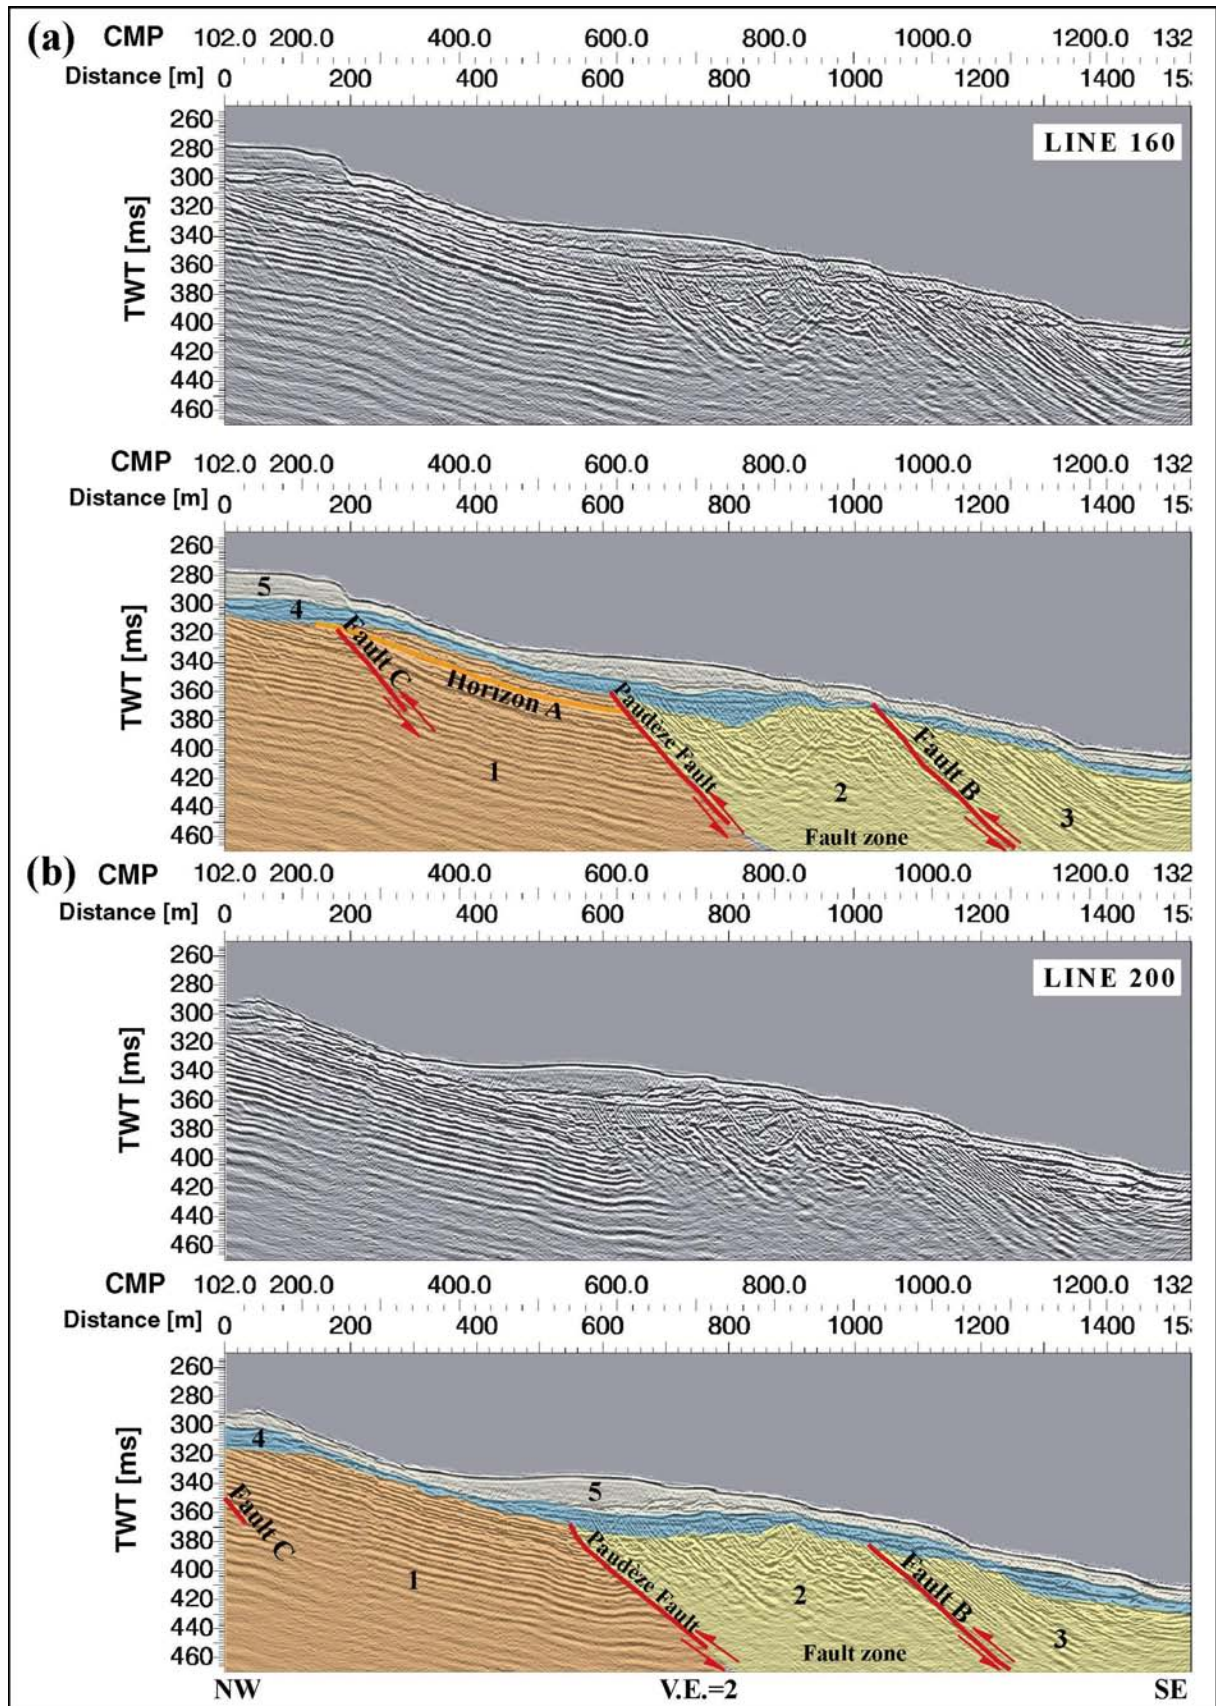 (a) CMP 102.0 200.0 400.0 600.0 800.0 1000.0 1200.0 132
Distance [m] 0 200 400 600 800 1000 1200 1400 15
LINE 160
TWT [ms]
260
280
300
320
340
360
380
400
420
440
460
CMP 102.0 200.0 400.0 600.0 800.0 1000.0 1200.0 132
Distance [m] 0 200 400 600 800 1000 1200 1400 15
TWT [ms]
260
280
300
320
340
360
380
400
420
440
460
5
4
Fault C
Horizon A
Paudèze Fault
Fault B
1
2
3
Fault zone
(b) CMP 102.0 200.0 400.0 600.0 800.0 1000.0 1200.0 132
Distance [m] 0 200 400 600 800 1000 1200 1400 15
LINE 200
TWT [ms]
260
280
300
320
340
360
380
400
420
440
460
CMP 102.0 200.0 400.0 600.0 800.0 1000.0 1200.0 132
Distance [m] 0 200 400 600 800 1000 1200 1400 15
TWT [ms]
260
280
300
320
340
360
380
400
420
440
460
4
5
Fault C
Paudèze Fault
Fault B
1
2
3
Fault zone
NW V.E.=2 SE